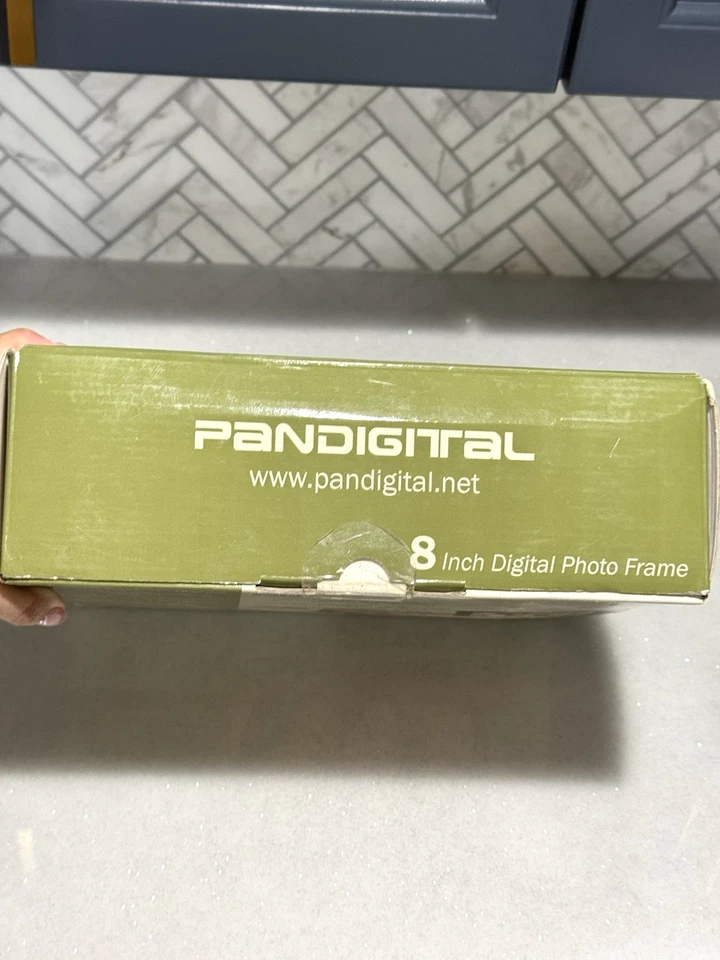 PANDIGITAL
www.pandigital.net
8 Inch Digital Photo Frame